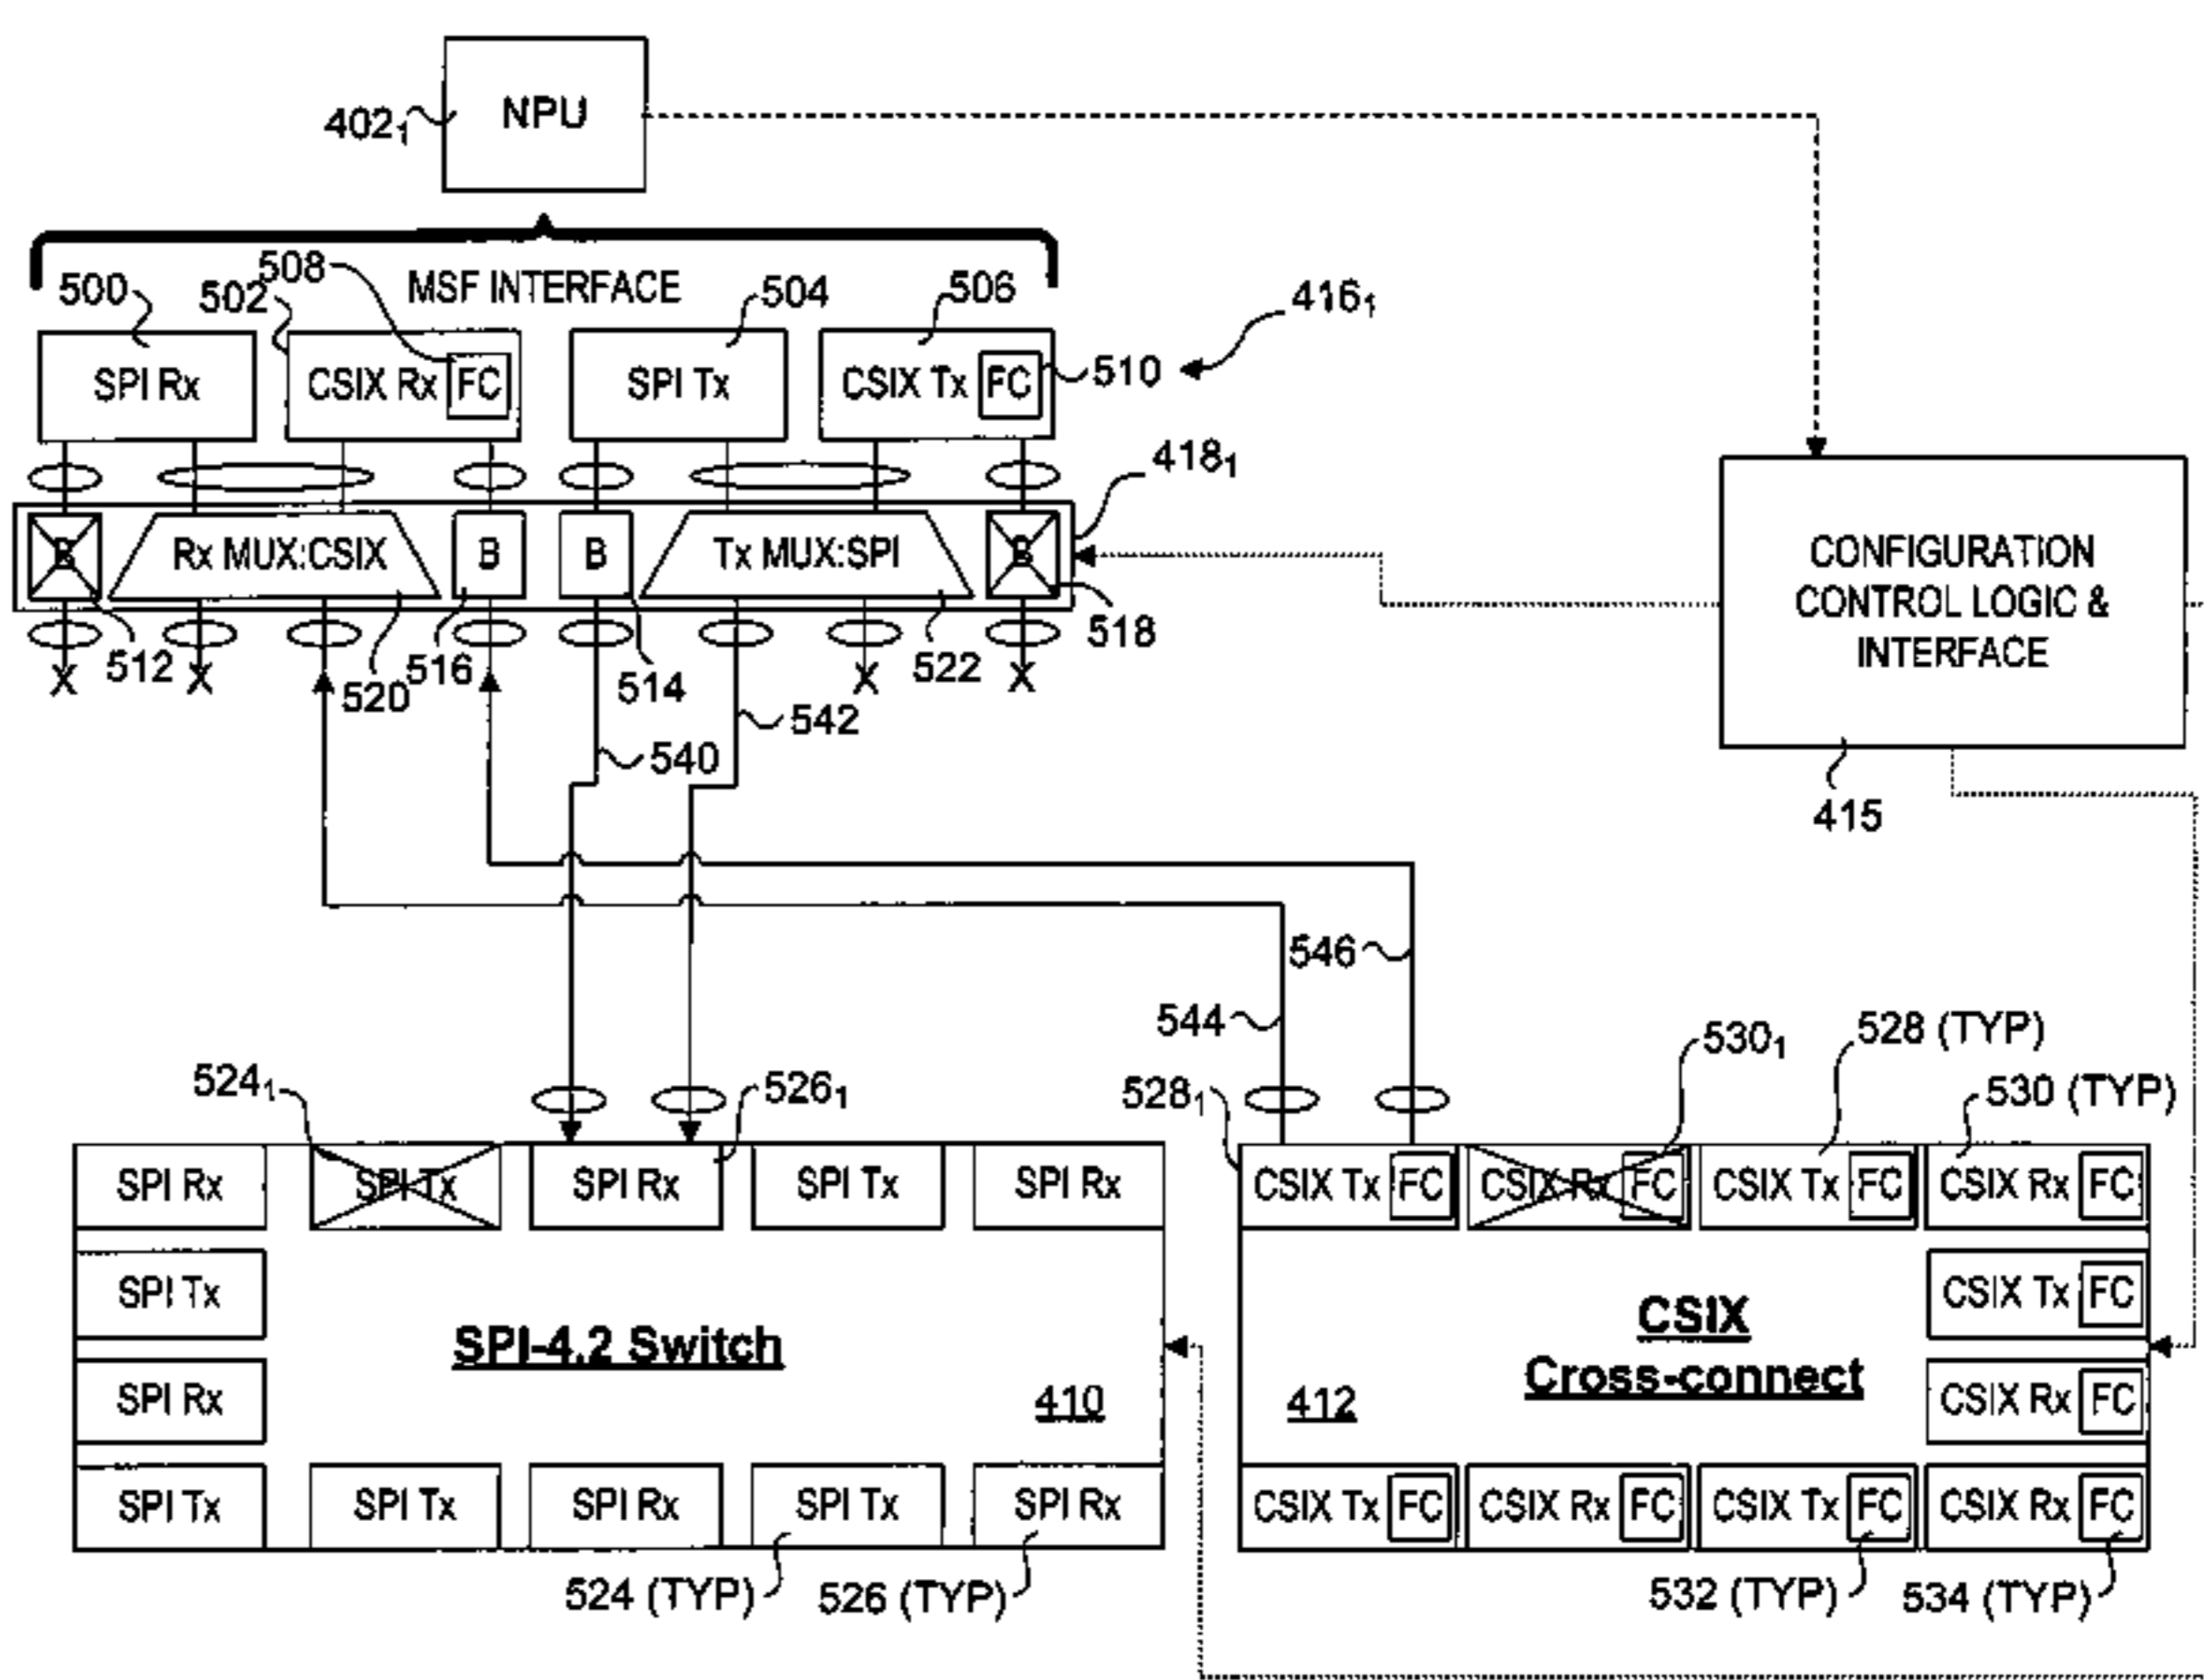 NPU
402₁
MSF INTERFACE
500
502
508
504
506
416₁
SPI Rx
CSIX Rx
FC
SPI Tx
CSIX Tx
FC
510
418₁
B
Rx MUX:CSIX
B
B
Tx MUX:SPI
B
CONFIGURATION
CONTROL LOGIC &
INTERFACE
X
512
X
520
516
514
X
522
X
518
542
540
415
546
544
524₁
526₁
528₁
530₁
528 (TYP)
530 (TYP)
SPI Rx
SPI Tx
SPI Rx
SPI Tx
SPI Rx
CSIX Tx FC
CSIX Rx FC
CSIX Tx FC
CSIX Rx FC
SPI Tx
CSIX Tx FC
SPI-4.2 Switch
CSIX
Cross-connect
SPI Rx
410
412
CSIX Rx FC
SPI Tx
SPI Tx
SPI Rx
SPI Tx
SPI Rx
CSIX Tx FC
CSIX Rx FC
CSIX Tx FC
CSIX Rx FC
524 (TYP)
526 (TYP)
532 (TYP)
534 (TYP)